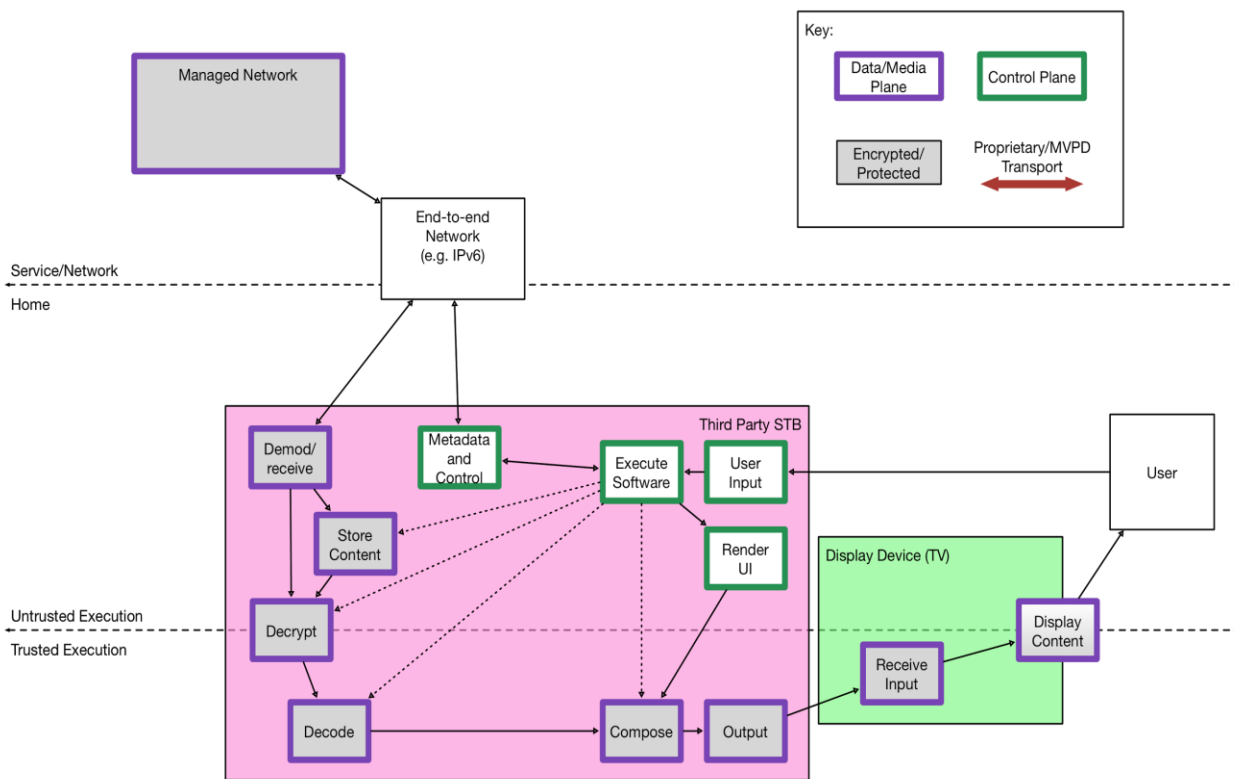 Key:
Managed Network
Data/Media
Plane
Control Plane
Encrypted/
Protected
Proprietary/MVPD
Transport
End-to-end
Network
(e.g. IPv6)
Service/Network
Home
Third Party STB
Demod/
receive
Metadata
and
Control
Execute
Software
User
Input
User
Store
Content
Render
UI
Display Device (TV)
Untrusted Execution
Trusted Execution
Decrypt
Display
Content
Receive
Input
Decode
Compose
Output